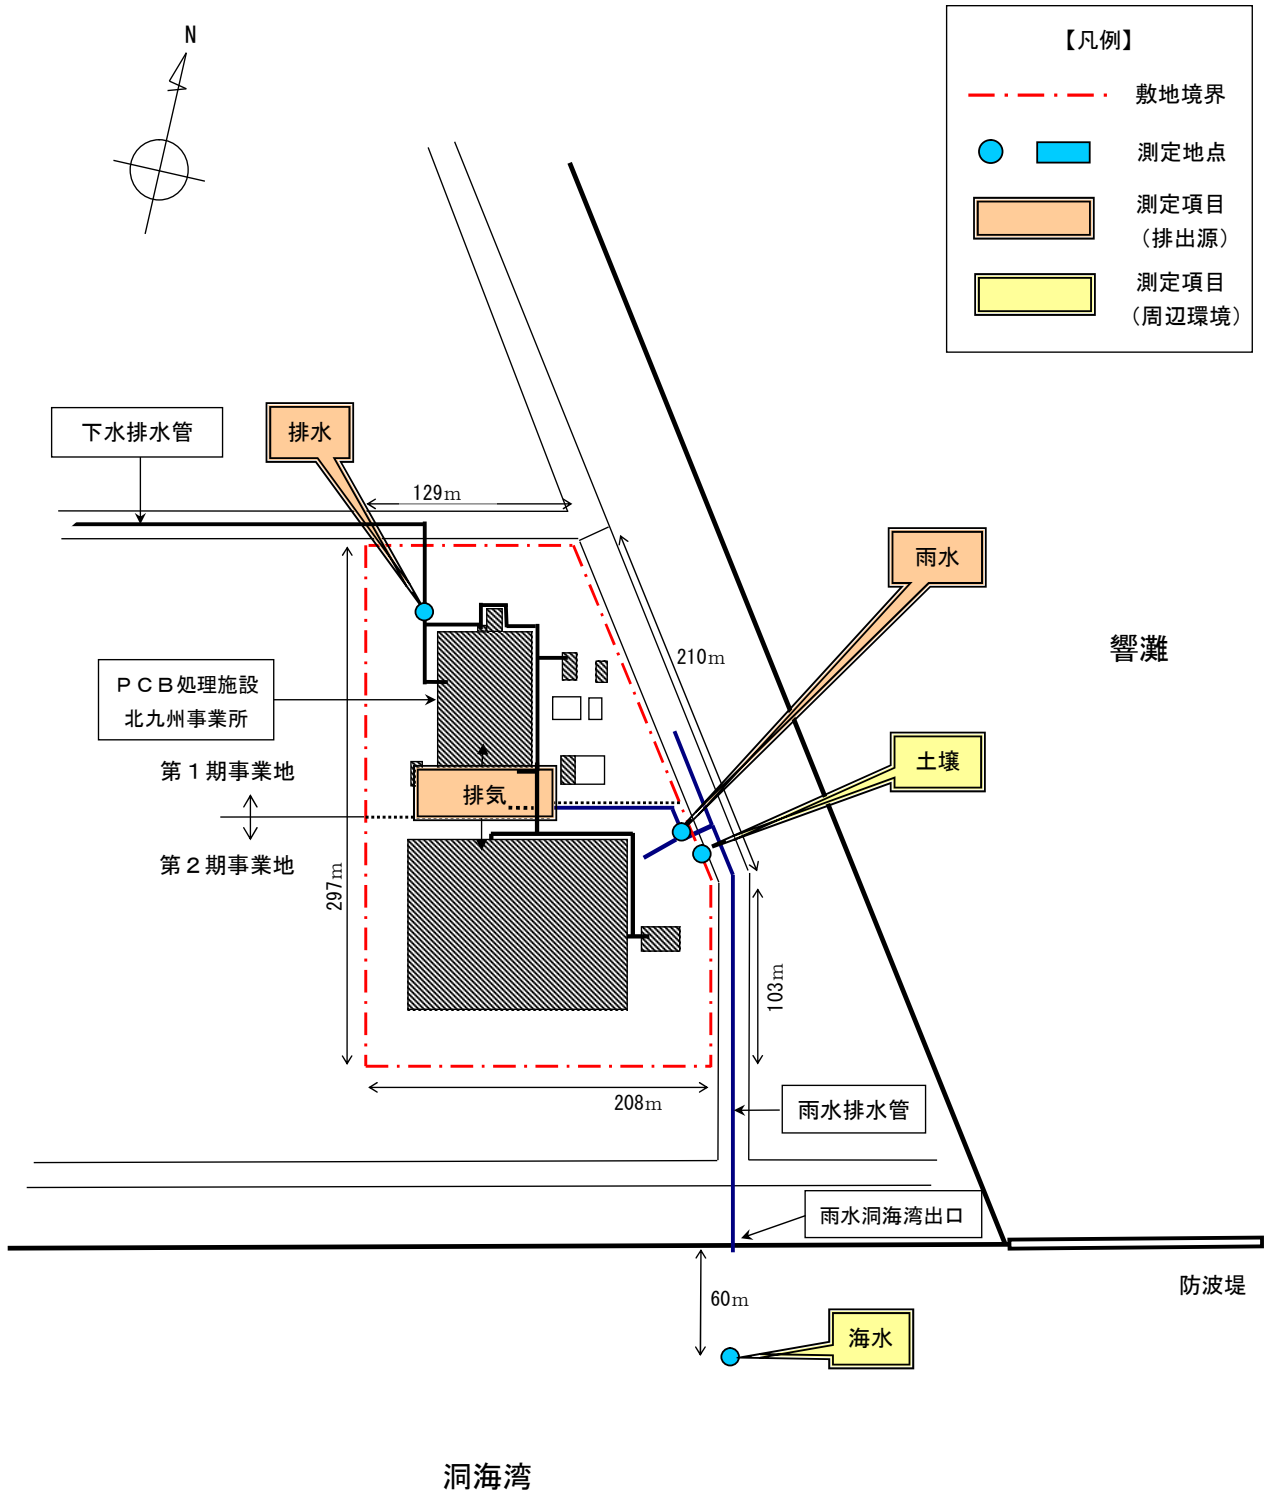 N
【凡例】
敷地境界
測定地点
測定項目
（排出源）
測定項目
（周辺環境）
下水排水管
排水
129m
雨水
響灘
210m
ＰＣＢ処理施設
北九州事業所
土壌
第１期事業地
排気
第２期事業地
297m
103m
208m
雨水排水管
雨水洞海湾出口
防波堤
60m
海水
洞海湾